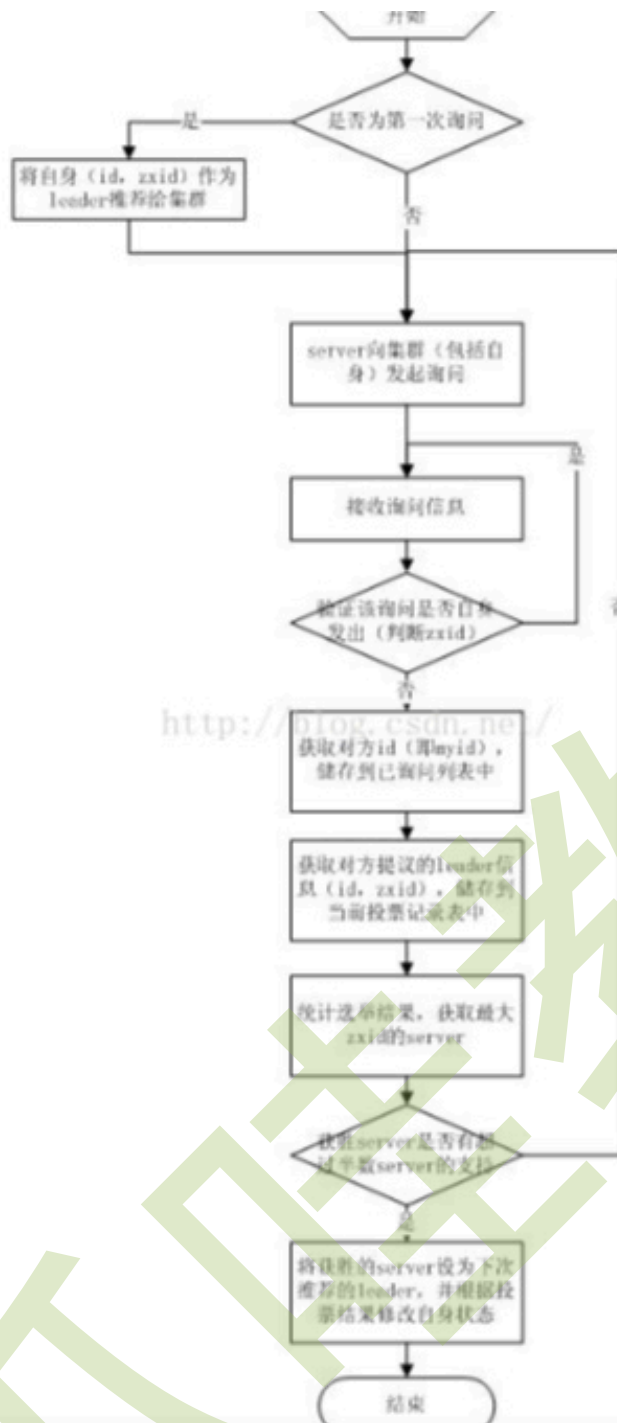 开始
是否为第一次询问
是
将自身（id，zxid）作为
leader推荐给集群
否
server向集群（包括自
身）发起询问
是
接收询问信息
验证该询问是否自身
发出（判断zxid）
否
http://blog.csdn.net/
获取对方id（即myid），
储存到已询问列表中
获取对方提议的leader信
息（id，zxid），储存到
当前投票记录表中
统计选举结果，获取最大
zxid的server
获胜server是否有超
过半数server的支持
是
将获胜的server设为下次
推荐的leader，并根据投
票结果修改自身状态
结束